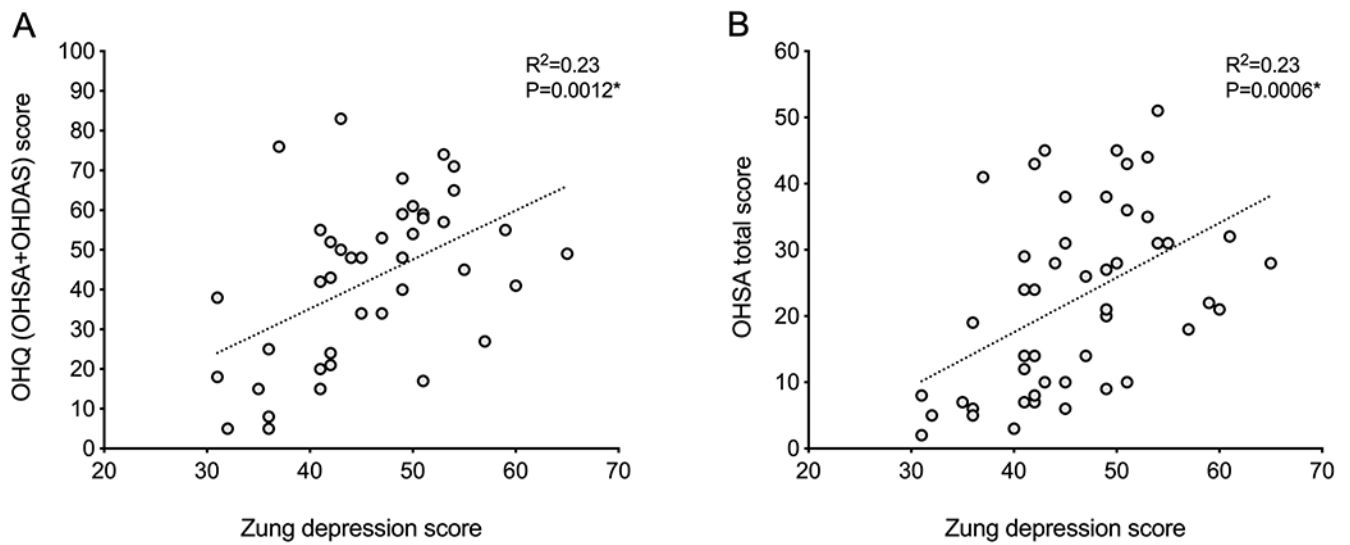 A
OHQ (OHSA+OHDAS) score
100
90
80
70
60
50
40
30
20
10
0
R2=0.23
P=0.0012*
20 30 40 50 60 70
Zung depression score
B
OHSA total score
60
50
40
30
20
10
0
R2=0.23
P=0.0006*
20 30 40 50 60 70
Zung depression score